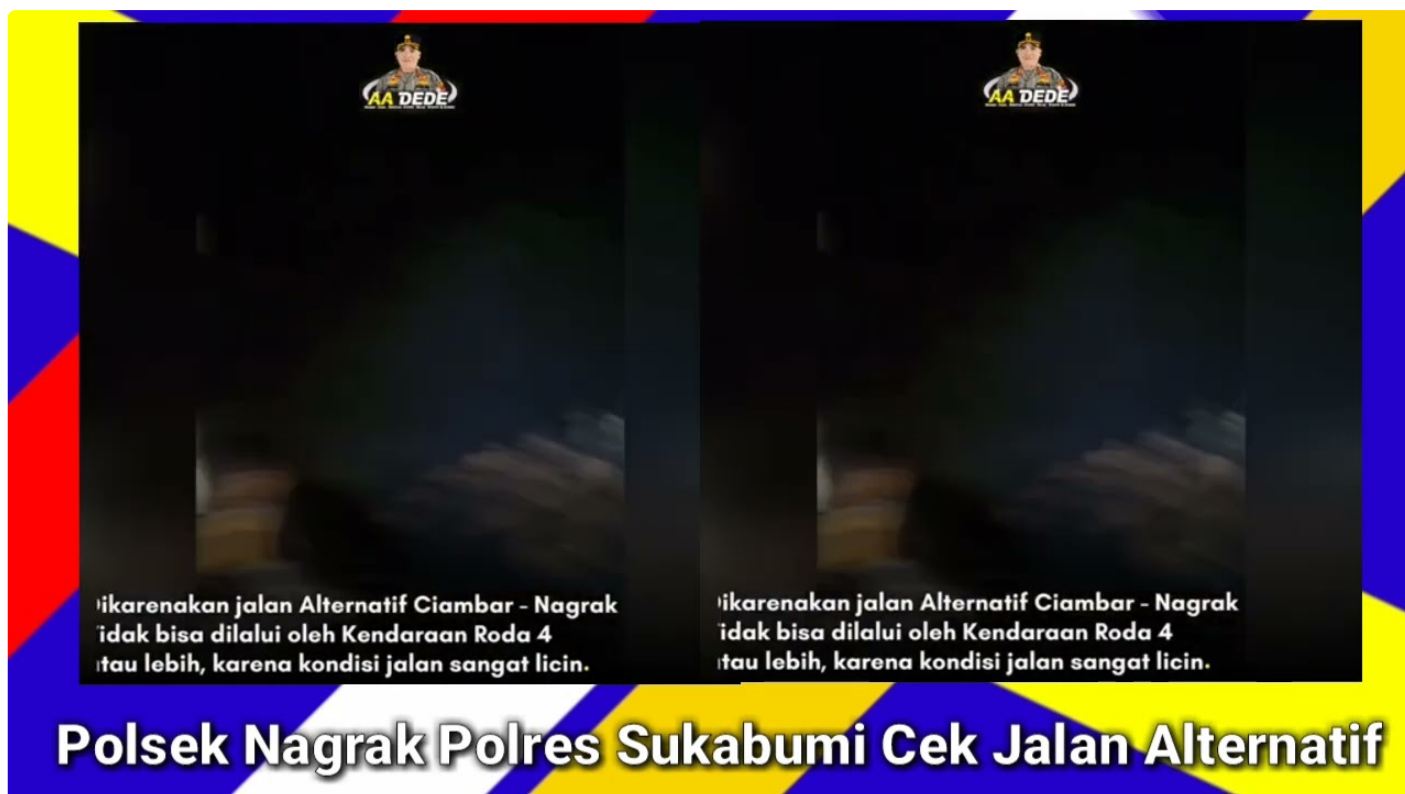 AA DEDE
AA DEDE
ikarenakan jalan Alternatif Ciambar - Nagrak
idak bisa dilalui oleh Kendaraan Roda 4
tau lebih, karena kondisi jalan sangat licin.
ikarenakan jalan Alternatif Ciambar - Nagrak
idak bisa dilalui oleh Kendaraan Roda 4
tau lebih, karena kondisi jalan sangat licin.
Polsek Nagrak Polres Sukabumi Cek Jalan Alternatif